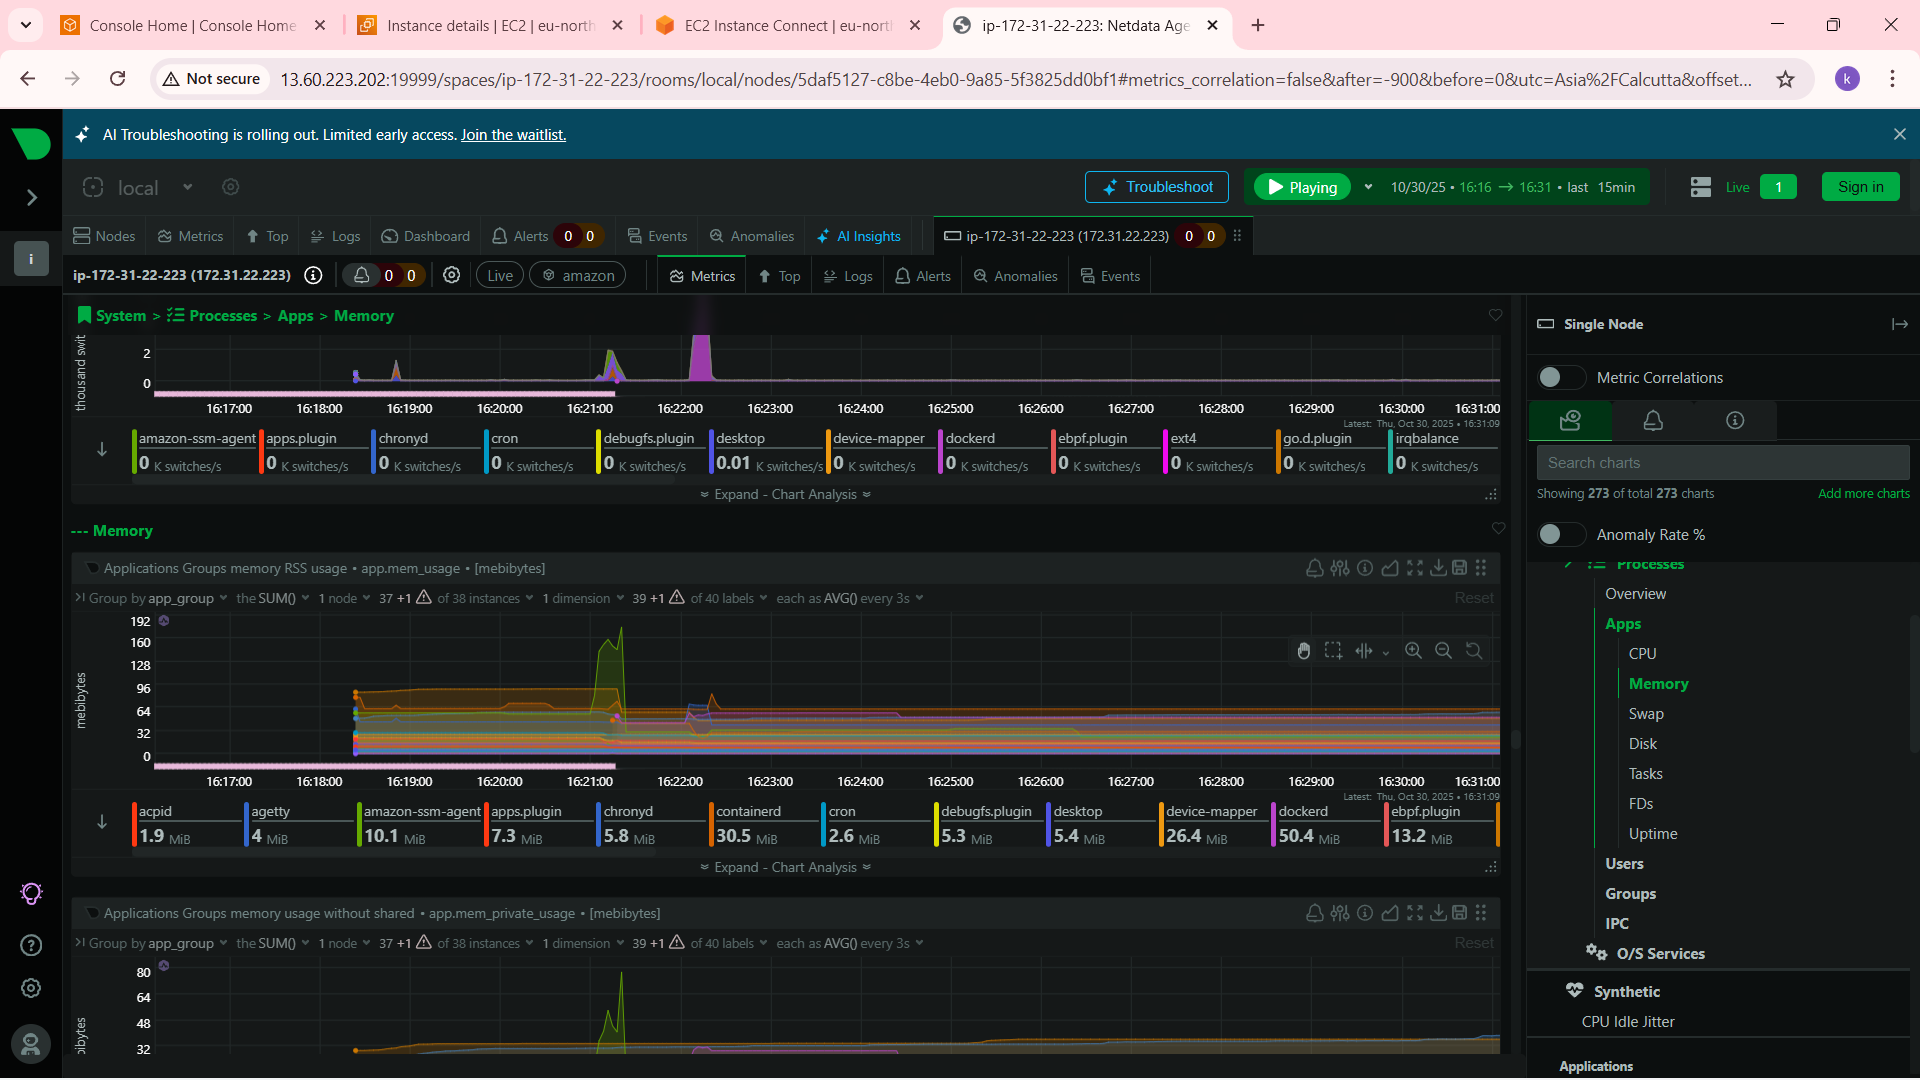 Console Home | Console Home
Instance details | EC2 | eu-north
EC2 Instance Connect | eu-north
ip-172-31-22-223: Netdata Age
Not secure
13.60.223.202:19999/spaces/ip-172-31-22-223/rooms/local/nodes/5daf5127-c8be-4eb0-9a85-5f3825dd0bf1#metrics_correlation=false&after=-900&before=0&utc=Asia%2FCalcutta&offset...
k
AI Troubleshooting is rolling out. Limited early access. Join the waitlist.
local
Troubleshoot
Playing
10/30/25 • 16:16 → 16:31 • last 15min
Live 1
Sign in
Nodes Metrics Top Logs Dashboard Alerts 0 0 Events Anomalies AI Insights ip-172-31-22-223 (172.31.22.223) 0 0
i
ip-172-31-22-223 (172.31.22.223) 0 0 Live amazon Metrics Top Logs Alerts Anomalies Events
System > Processes > Apps > Memory
thousand swit
2
0
16:17:00 16:18:00 16:19:00 16:20:00 16:21:00 16:22:00 16:23:00 16:24:00 16:25:00 16:26:00 16:27:00 16:28:00 16:29:00 16:30:00 16:31:00
Latest: Thu, Oct 30, 2025 • 16:31:09
amazon-ssm-agent apps.plugin chronyd cron debugfs.plugin desktop device-mapper dockerd ebpf.plugin ext4 go.d.plugin irqbalance
0 K switches/s 0 K switches/s 0 K switches/s 0 K switches/s 0 K switches/s 0.01 K switches/s 0 K switches/s 0 K switches/s 0 K switches/s 0 K switches/s 0 K switches/s 0 K switches/s
Expand - Chart Analysis
--- Memory
Applications Groups memory RSS usage • app.mem_usage • [mebibytes]
Group by app_group the SUM() 1 node 37 +1 of 38 instances 1 dimension 39 +1 of 40 labels each as AVG() every 3s Reset
mebibytes
192
160
128
96
64
32
0
16:17:00 16:18:00 16:19:00 16:20:00 16:21:00 16:22:00 16:23:00 16:24:00 16:25:00 16:26:00 16:27:00 16:28:00 16:29:00 16:30:00 16:31:00
Latest: Thu, Oct 30, 2025 • 16:31:09
acpid agetty amazon-ssm-agent apps.plugin chronyd containerd cron debugfs.plugin desktop device-mapper dockerd ebpf.plugin
1.9 MiB 4 MiB 10.1 MiB 7.3 MiB 5.8 MiB 30.5 MiB 2.6 MiB 5.3 MiB 5.4 MiB 26.4 MiB 50.4 MiB 13.2 MiB
Expand - Chart Analysis
Applications Groups memory usage without shared • app.mem_private_usage • [mebibytes]
Group by app_group the SUM() 1 node 37 +1 of 38 instances 1 dimension 39 +1 of 40 labels each as AVG() every 3s Reset
80
64
48
32
Single Node
Metric Correlations
Search charts
Showing 273 of total 273 charts Add more charts
Anomaly Rate %
Processes
Overview
Apps
CPU
Memory
Swap
Disk
Tasks
FDs
Uptime
Users
Groups
IPC
O/S Services
Synthetic
CPU Idle Jitter
Applications